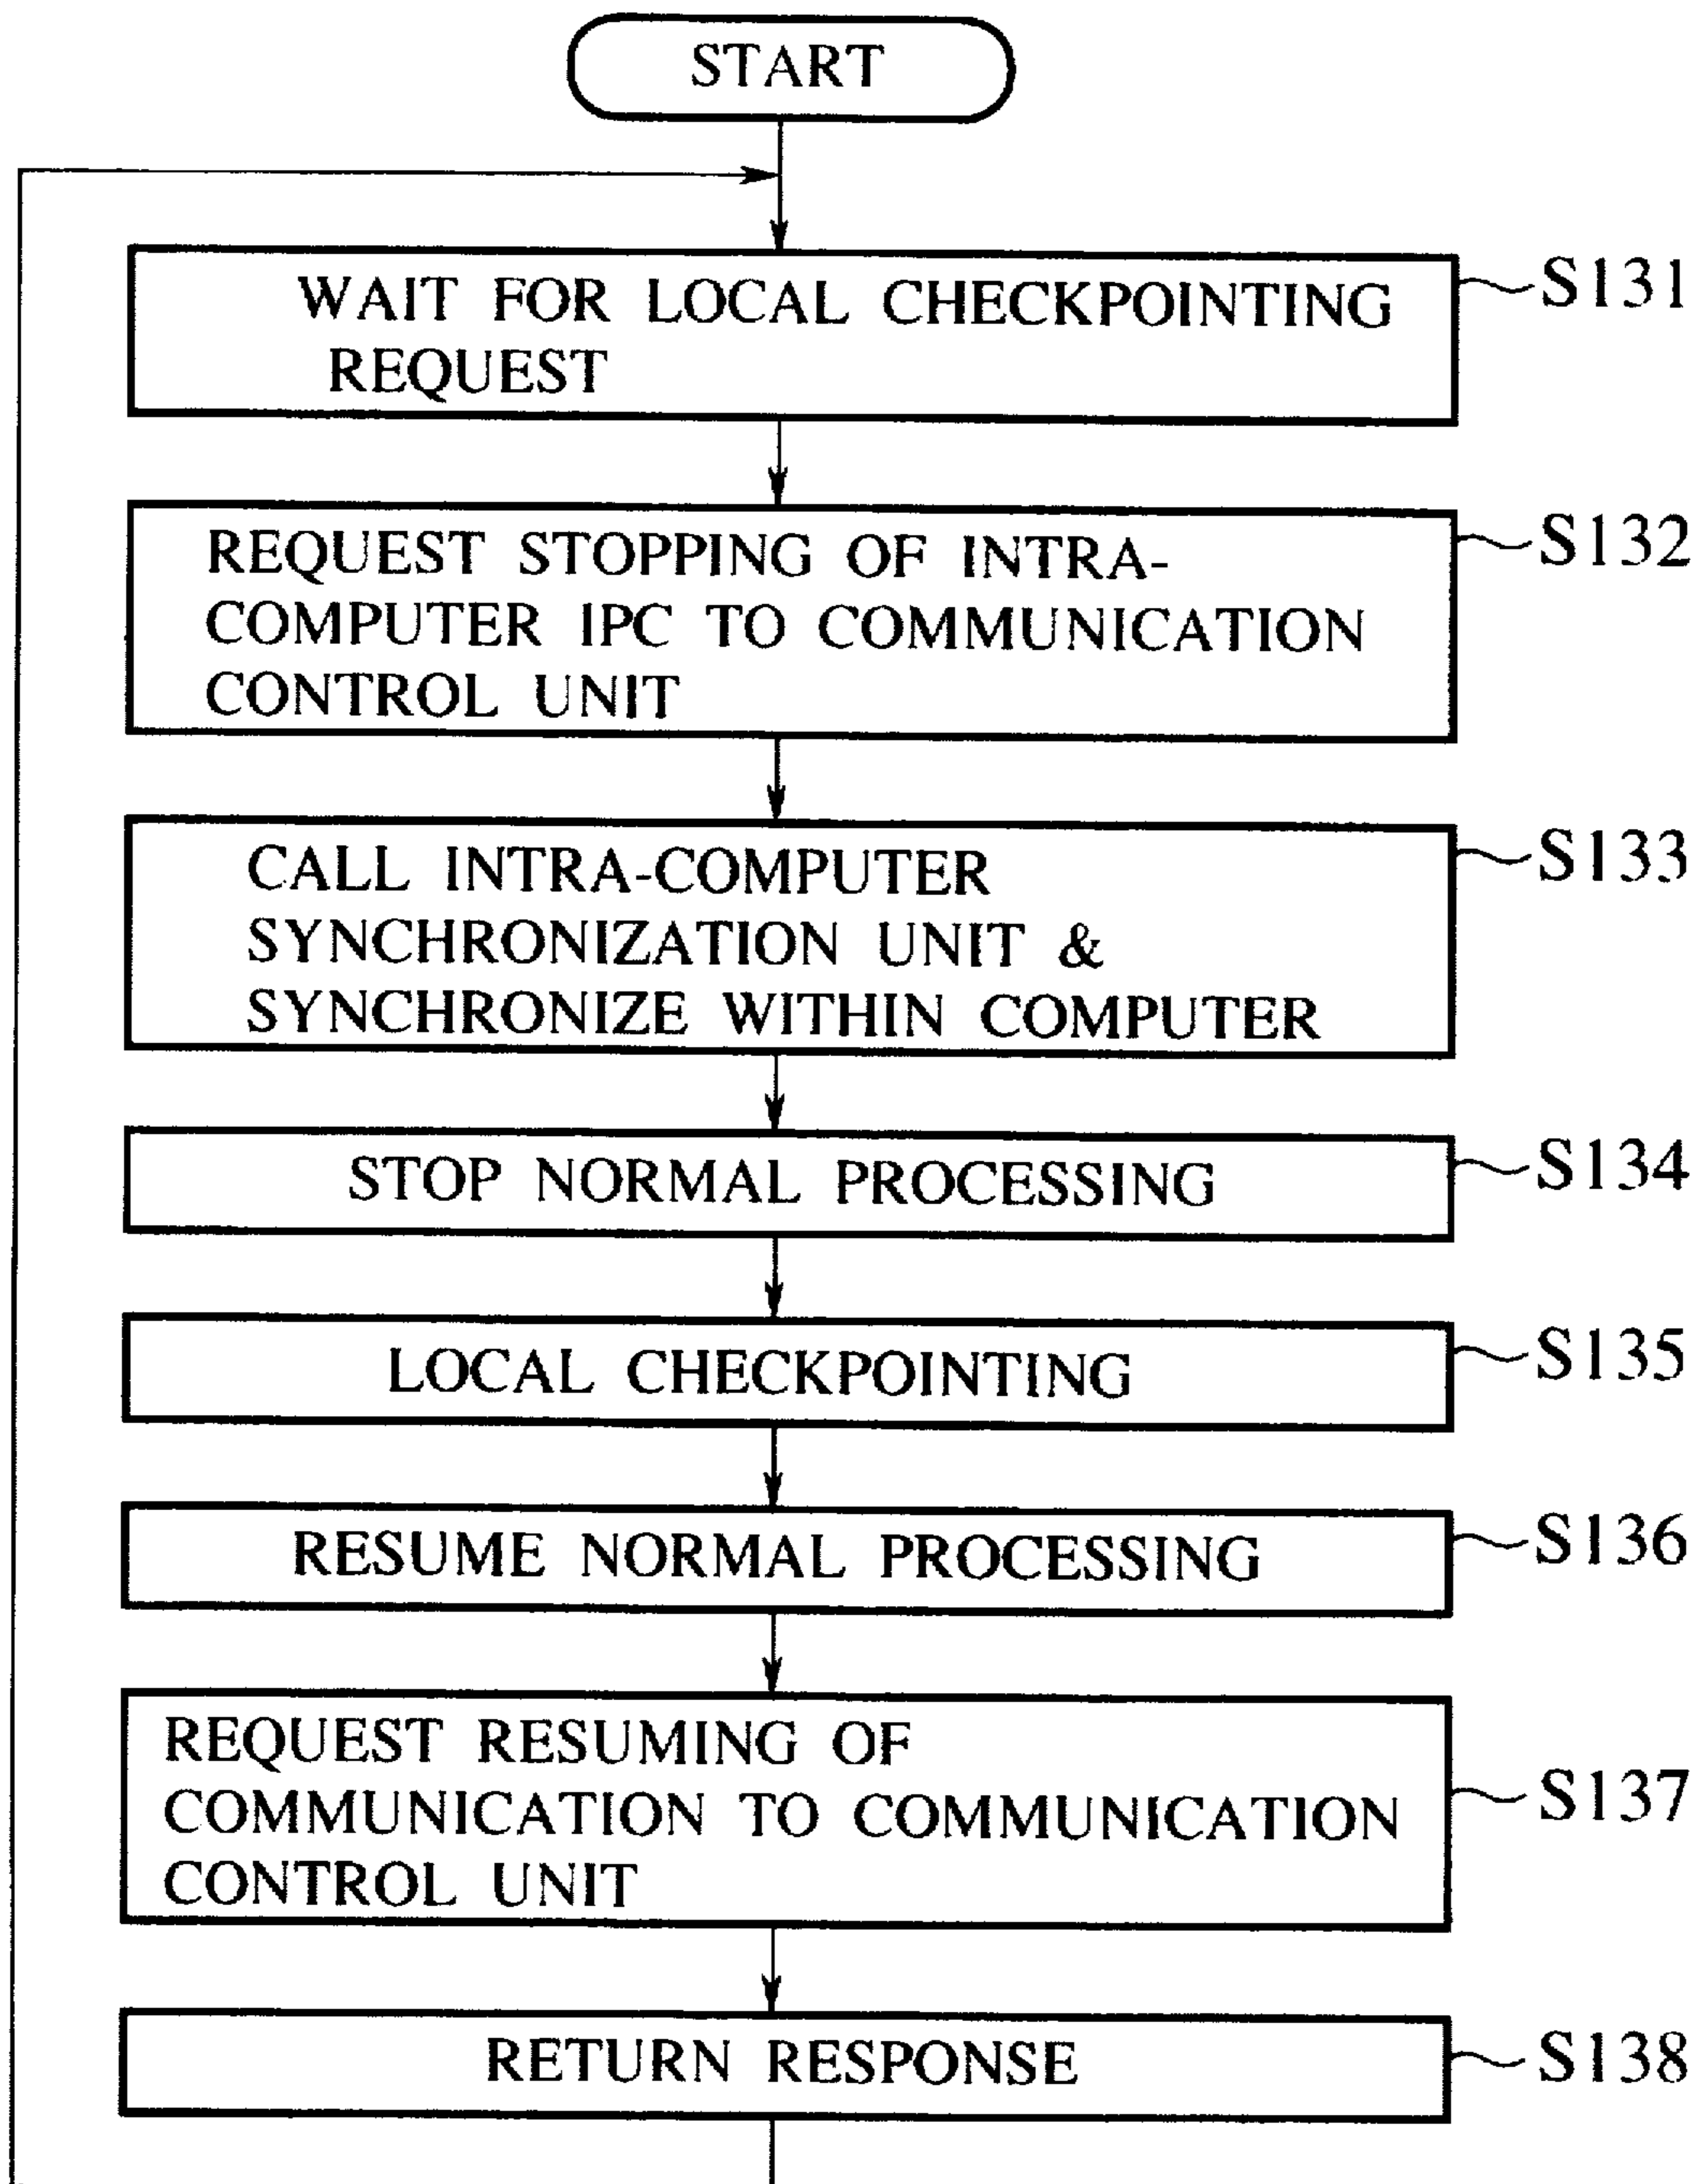 START
WAIT FOR LOCAL CHECKPOINTING
REQUEST
S131
REQUEST STOPPING OF INTRA-
COMPUTER IPC TO COMMUNICATION
CONTROL UNIT
S132
CALL INTRA-COMPUTER
SYNCHRONIZATION UNIT &
SYNCHRONIZE WITHIN COMPUTER
S133
STOP NORMAL PROCESSING
S134
LOCAL CHECKPOINTING
S135
RESUME NORMAL PROCESSING
S136
REQUEST RESUMING OF
COMMUNICATION TO COMMUNICATION
CONTROL UNIT
S137
RETURN RESPONSE
S138